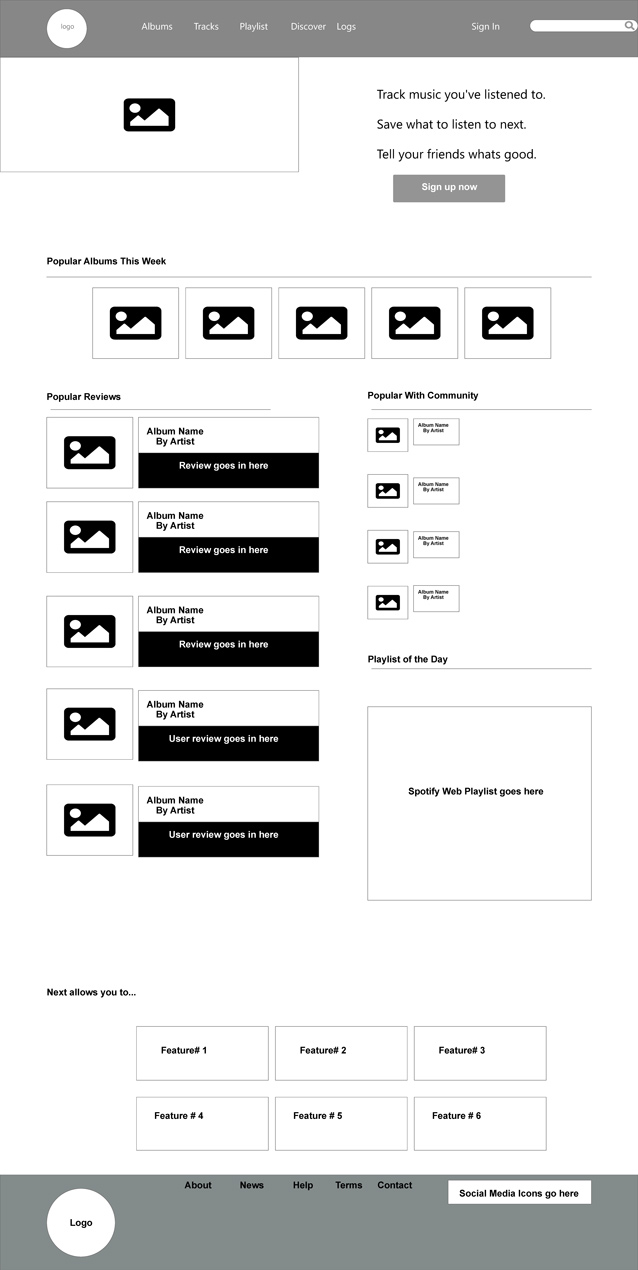 logo
Albums
Tracks
Playlist
Discover
Logs
Sign In
Track music you've listened to.
Save what to listen to next.
Tell your friends whats good.
Sign up now
Popular Albums This Week
Popular Reviews
Album Name
By Artist
Review goes in here
Album Name
By Artist
Review goes in here
Album Name
By Artist
Review goes in here
Album Name
By Artist
User review goes in here
Album Name
By Artist
User review goes in here
Popular With Community
Album Name
By Artist
Album Name
By Artist
Album Name
By Artist
Album Name
By Artist
Playlist of the Day
Spotify Web Playlist goes here
Next allows you to...
Feature# 1
Feature# 2
Feature# 3
Feature # 4
Feature # 5
Feature # 6
Logo
About
News
Help
Terms
Contact
Social Media Icons go here